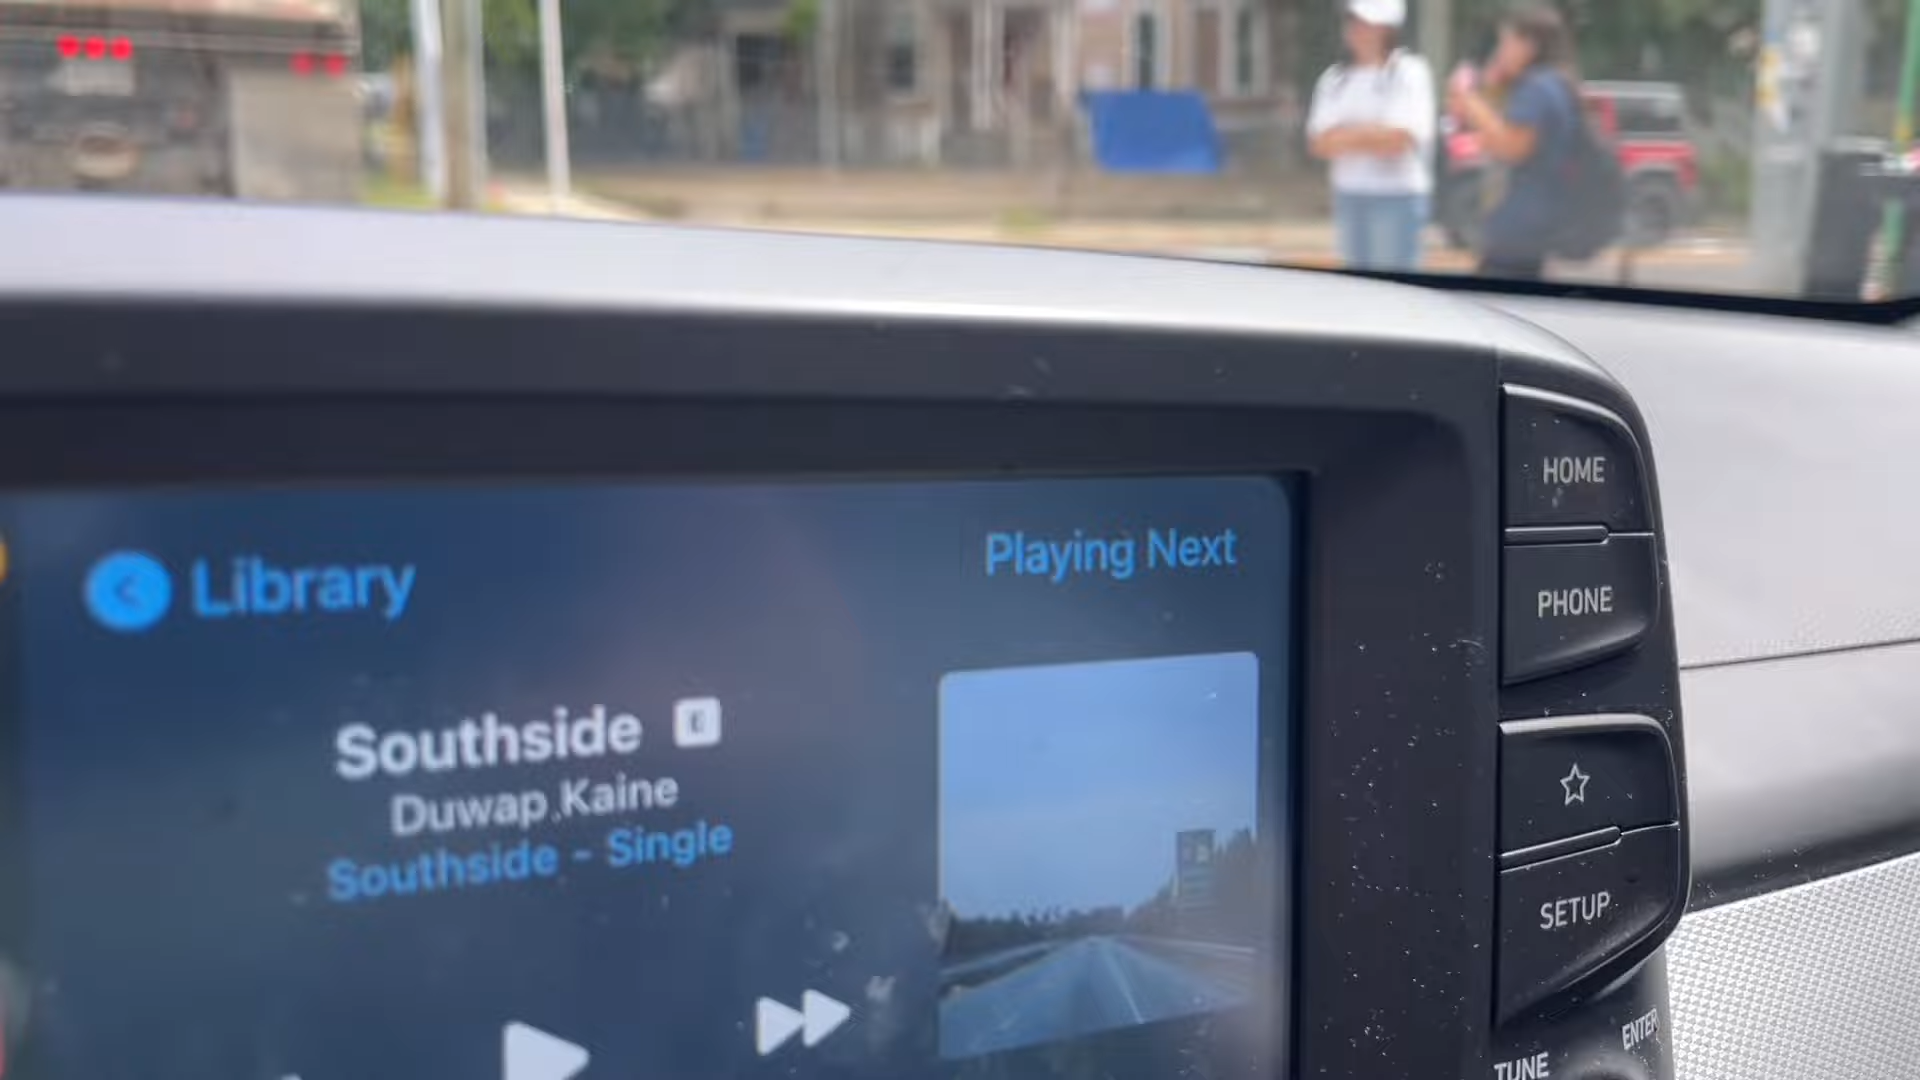 Library
Playing Next
Southside E
Duwap Kaine
Southside - Single
HOME
PHONE
SETUP
ENTER
TUNE